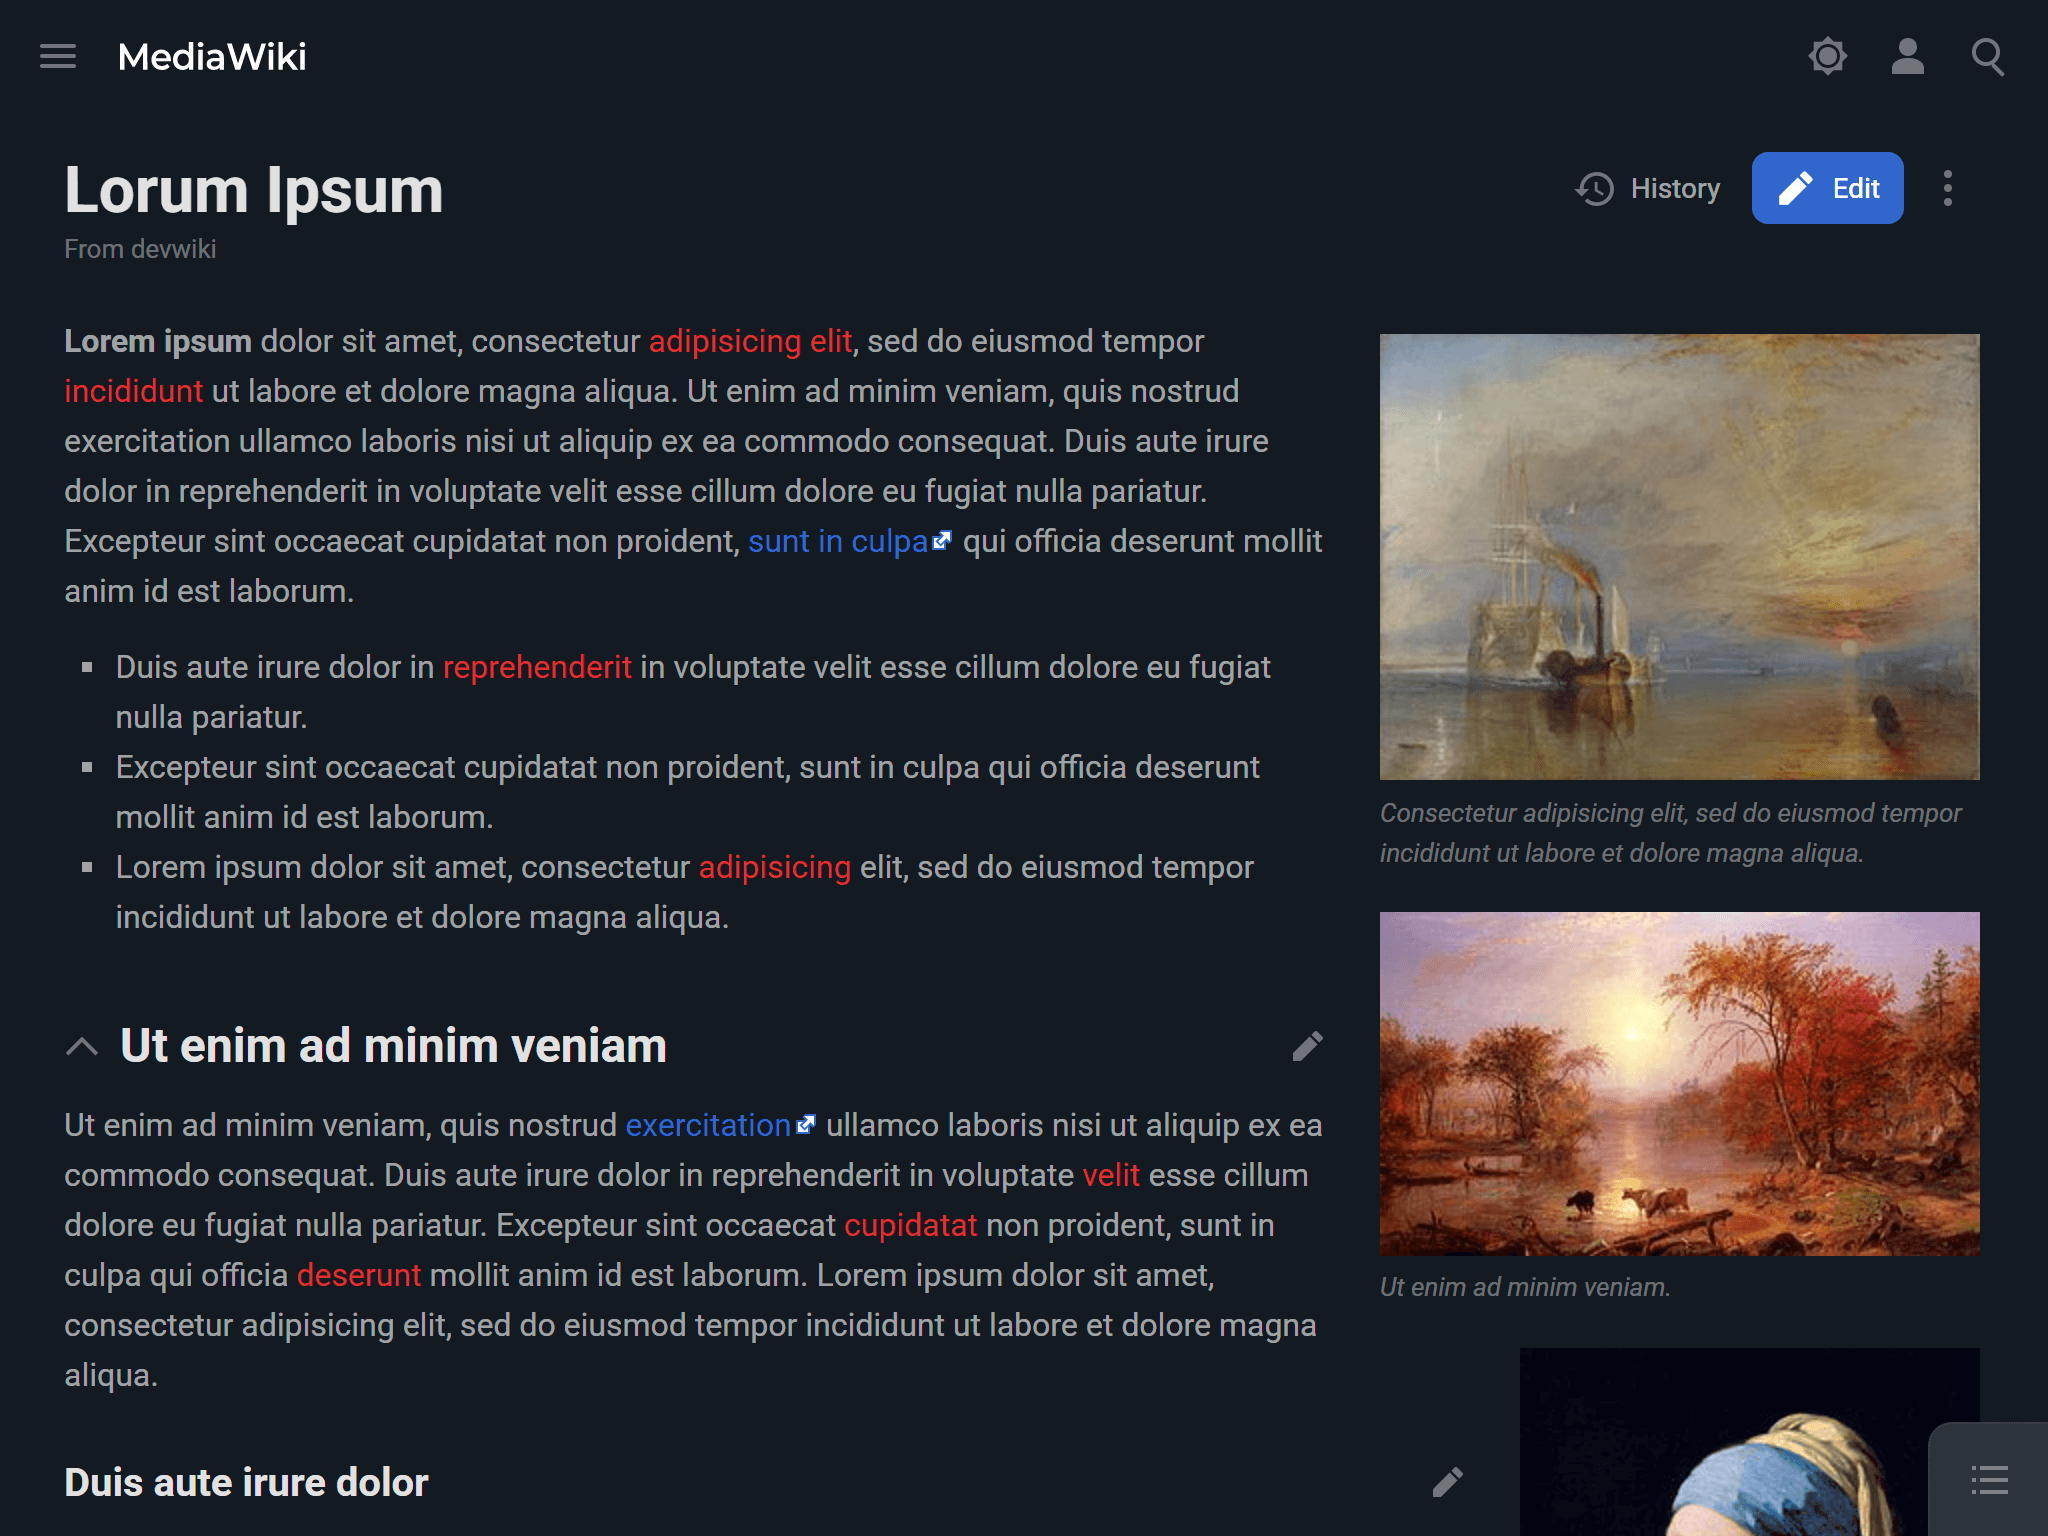 MediaWiki
Lorum Ipsum
History
Edit
From devwiki
Lorem ipsum dolor sit amet, consectetur adipisicing elit, sed do eiusmod tempor
incididunt ut labore et dolore magna aliqua. Ut enim ad minim veniam, quis nostrud
exercitation ullamco laboris nisi ut aliquip ex ea commodo consequat. Duis aute irure
dolor in reprehenderit in voluptate velit esse cillum dolore eu fugiat nulla pariatur.
Excepteur sint occaecat cupidatat non proident, sunt in culpa qui officia deserunt mollit
anim id est laborum.
Duis aute irure dolor in reprehenderit in voluptate velit esse cillum dolore eu fugiat
nulla pariatur.
Excepteur sint occaecat cupidatat non proident, sunt in culpa qui officia deserunt
mollit anim id est laborum.
Lorem ipsum dolor sit amet, consectetur adipisicing elit, sed do eiusmod tempor
incididunt ut labore et dolore magna aliqua.
Consectetur adipisicing elit, sed do eiusmod tempor
incididunt ut labore et dolore magna aliqua.
Ut enim ad minim veniam
Ut enim ad minim veniam, quis nostrud exercitation ullamco laboris nisi ut aliquip ex ea
commodo consequat. Duis aute irure dolor in reprehenderit in voluptate velit esse cillum
dolore eu fugiat nulla pariatur. Excepteur sint occaecat cupidatat non proident, sunt in
culpa qui officia deserunt mollit anim id est laborum. Lorem ipsum dolor sit amet,
consectetur adipisicing elit, sed do eiusmod tempor incididunt ut labore et dolore magna
aliqua.
Ut enim ad minim veniam.
Duis aute irure dolor